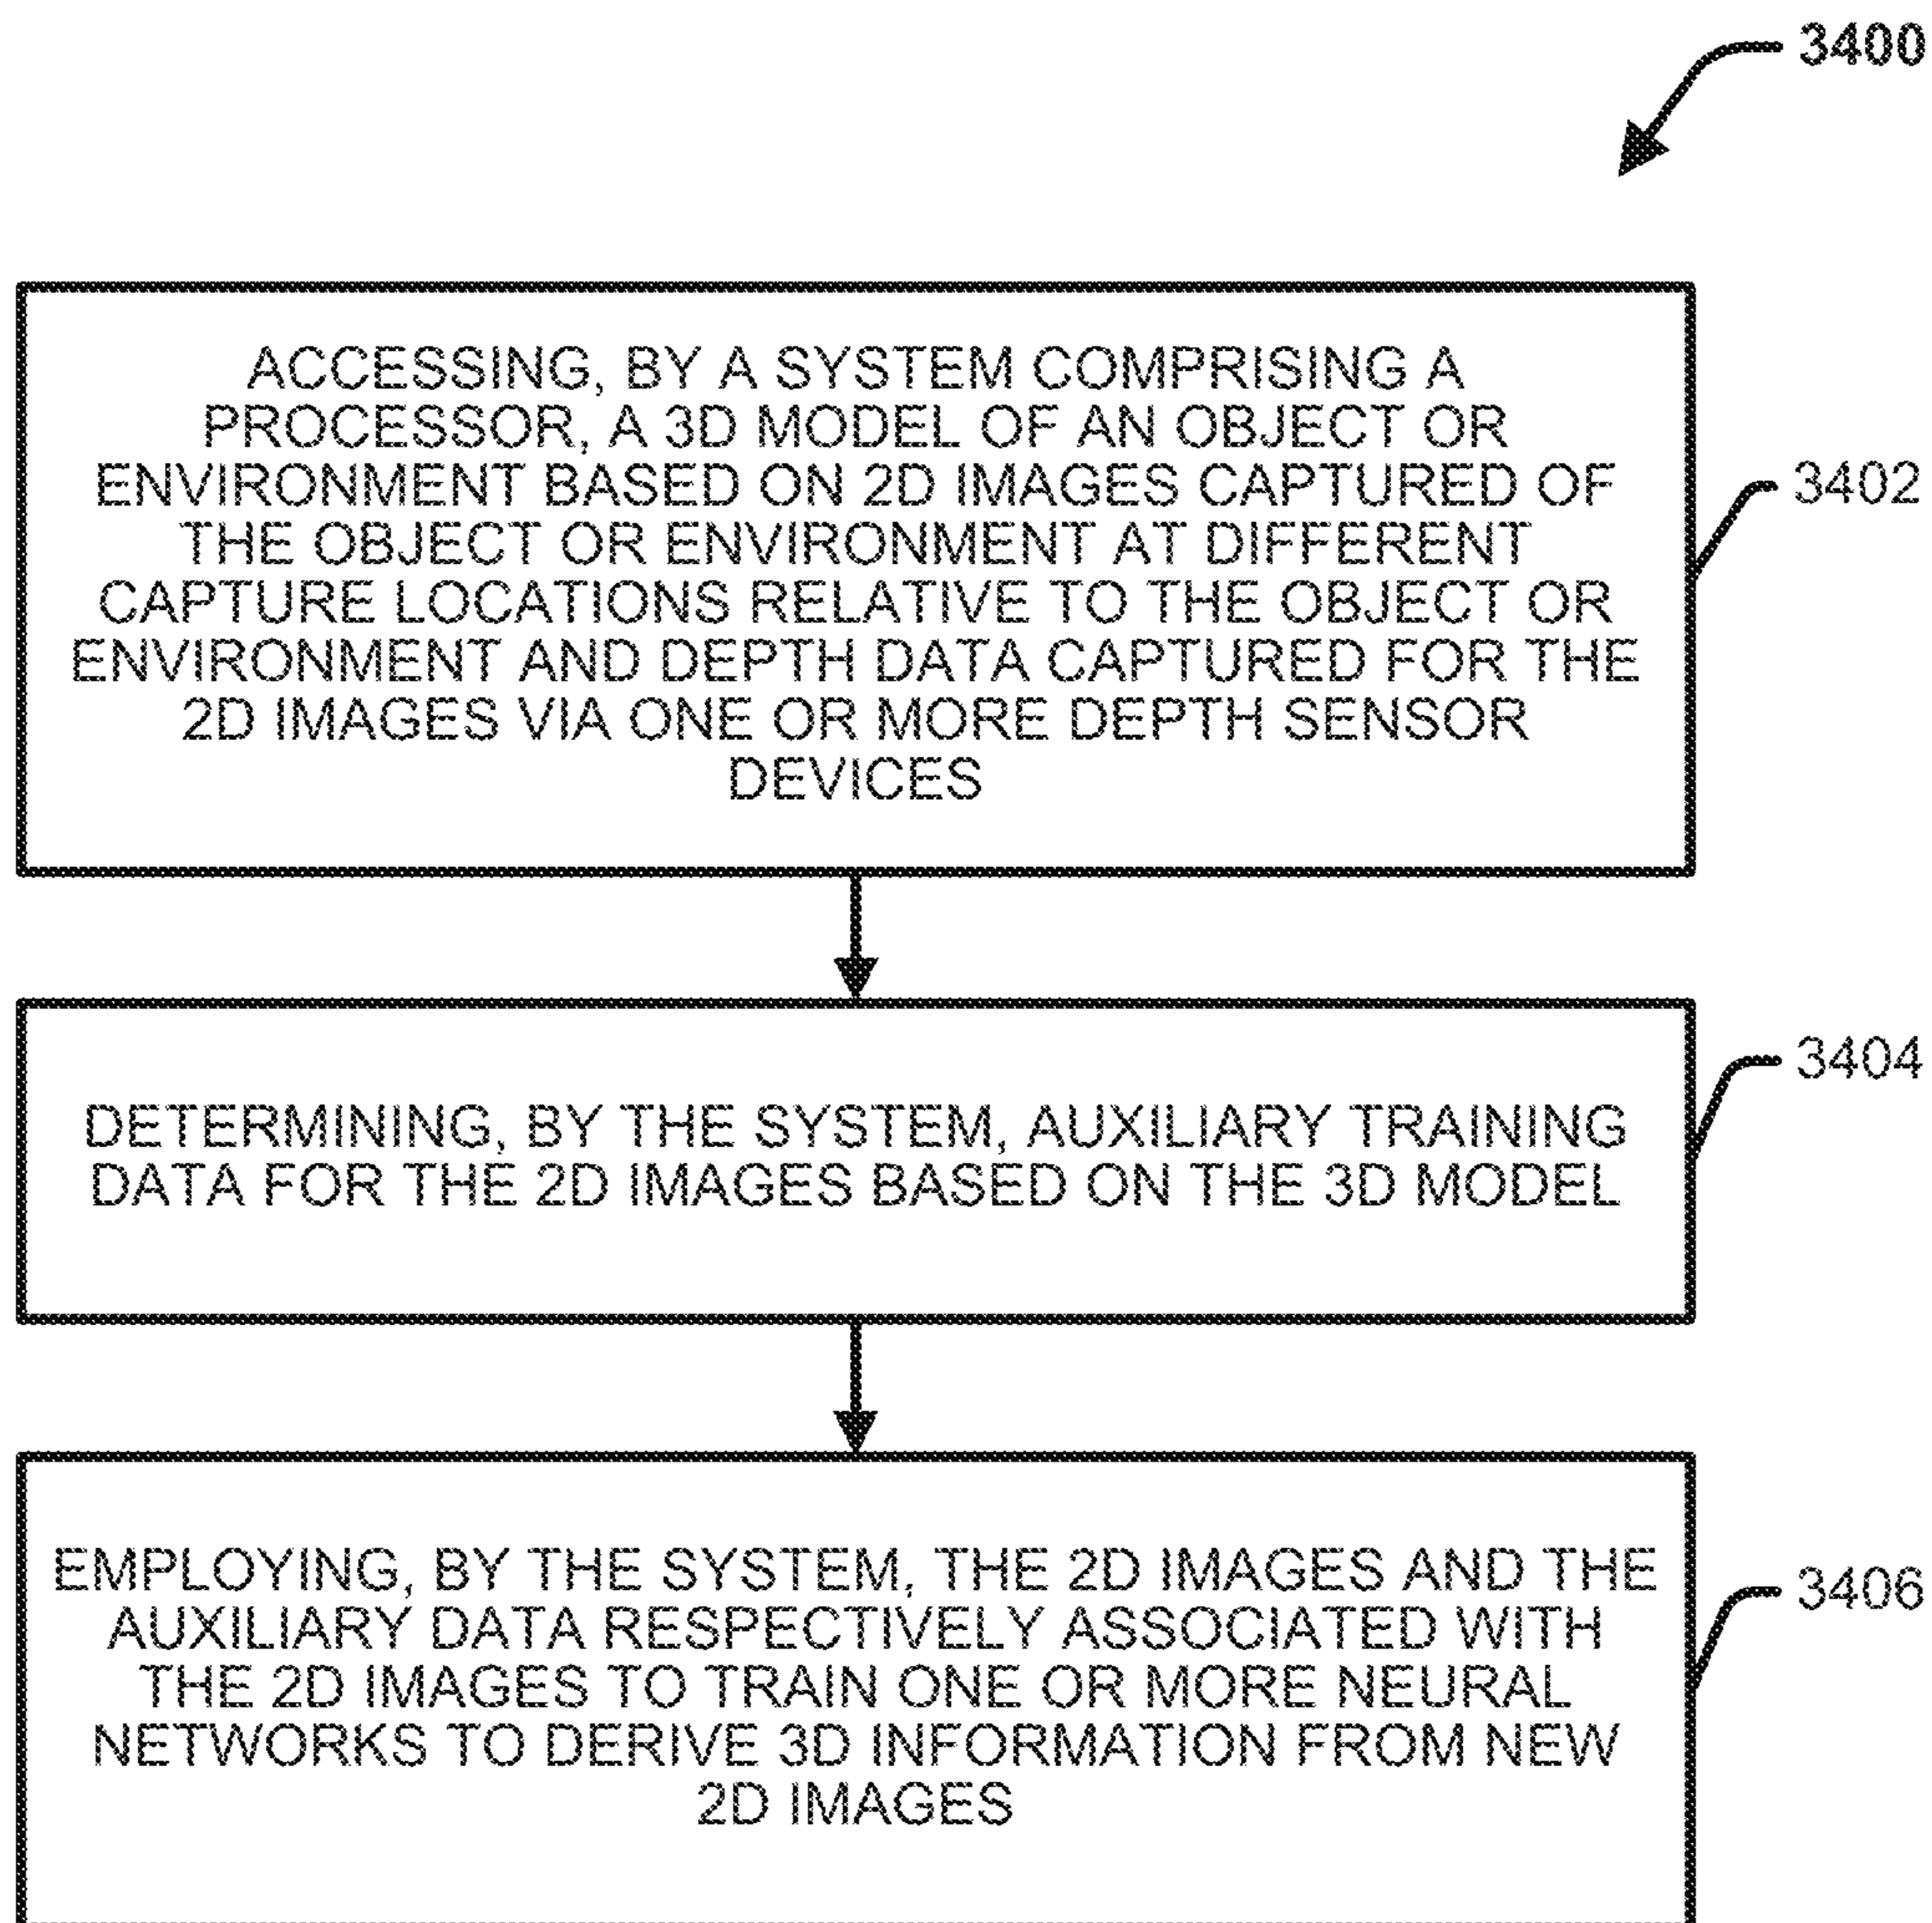 3400
ACCESSING, BY A SYSTEM COMPRISING A
PROCESSOR, A 3D MODEL OF AN OBJECT OR
ENVIRONMENT BASED ON 2D IMAGES CAPTURED OF
THE OBJECT OR ENVIRONMENT AT DIFFERENT
CAPTURE LOCATIONS RELATIVE TO THE OBJECT OR
ENVIRONMENT AND DEPTH DATA CAPTURED FOR THE
2D IMAGES VIA ONE OR MORE DEPTH SENSOR
DEVICES
3402
DETERMINING, BY THE SYSTEM, AUXILIARY TRAINING
DATA FOR THE 2D IMAGES BASED ON THE 3D MODEL
3404
EMPLOYING, BY THE SYSTEM, THE 2D IMAGES AND THE
AUXILIARY DATA RESPECTIVELY ASSOCIATED WITH
THE 2D IMAGES TO TRAIN ONE OR MORE NEURAL
NETWORKS TO DERIVE 3D INFORMATION FROM NEW
2D IMAGES
3406